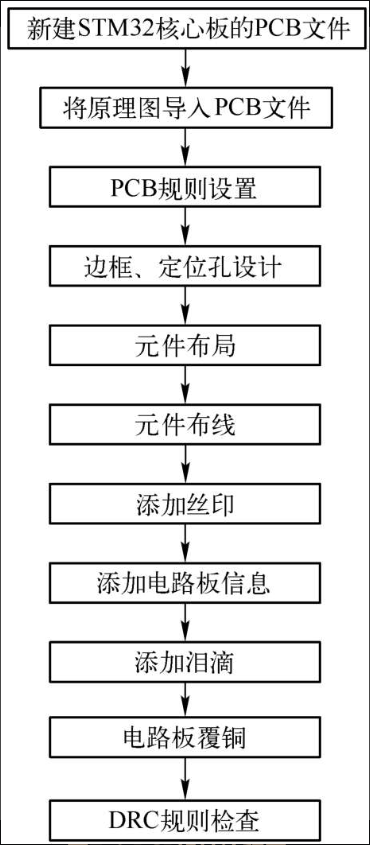 新建STM32核心板的PCB文件
将原理图导入PCB文件
PCB规则设置
边框、定位孔设计
元件布局
元件布线
添加丝印
添加电路板信息
添加泪滴
电路板覆铜
DRC规则检查